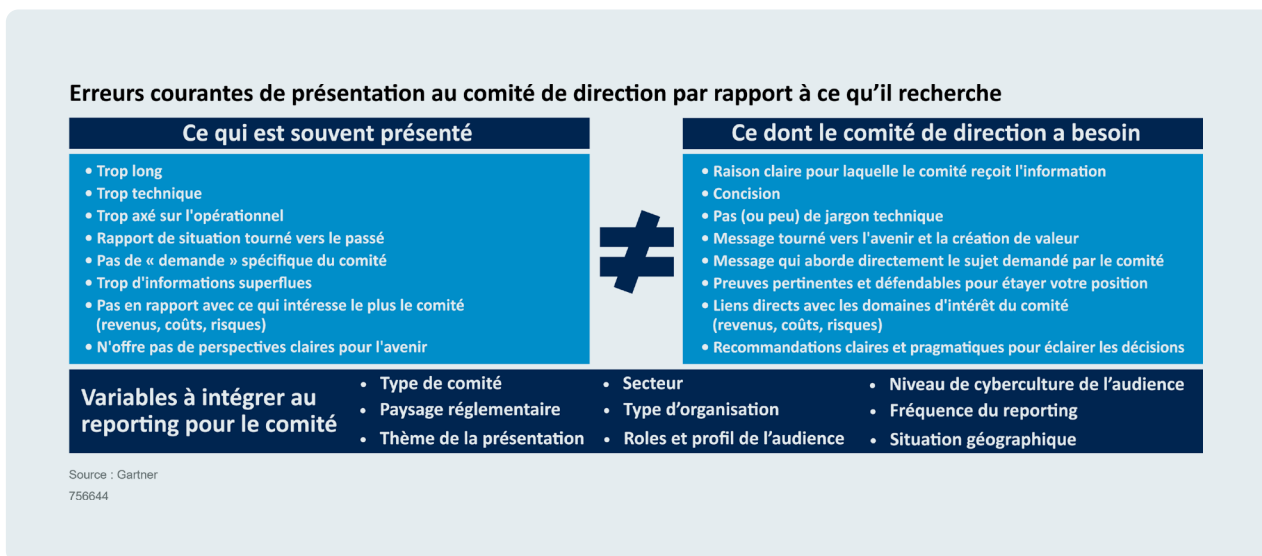 Erreurs courantes de présentation au comité de direction par rapport à ce qu'il recherche
Ce qui est souvent présenté
• Trop long
• Trop technique
• Trop axé sur l'opérationnel
• Rapport de situation tourné vers le passé
• Pas de « demande » spécifique du comité
• Trop d'informations superflues
• Pas en rapport avec ce qui intéresse le plus le comité
(revenus, coûts, risques)
• N'offre pas de perspectives claires pour l'avenir
≠
Ce dont le comité de direction a besoin
• Raison claire pour laquelle le comité reçoit l'information
• Concision
• Pas (ou peu) de jargon technique
• Message tourné vers l'avenir et la création de valeur
• Message qui aborde directement le sujet demandé par le comité
• Preuves pertinentes et défendables pour étayer votre position
• Liens directs avec les domaines d'intérêt du comité
(revenus, coûts, risques)
• Recommandations claires et pragmatiques pour éclairer les décisions
Variables à intégrer au
reporting pour le comité
• Type de comité
• Paysage réglementaire
• Thème de la présentation
• Secteur
• Type d’organisation
• Roles et profil de l’audience
• Niveau de cyberculture de l’audience
• Fréquence du reporting
• Situation géographique
Source : Gartner
756644